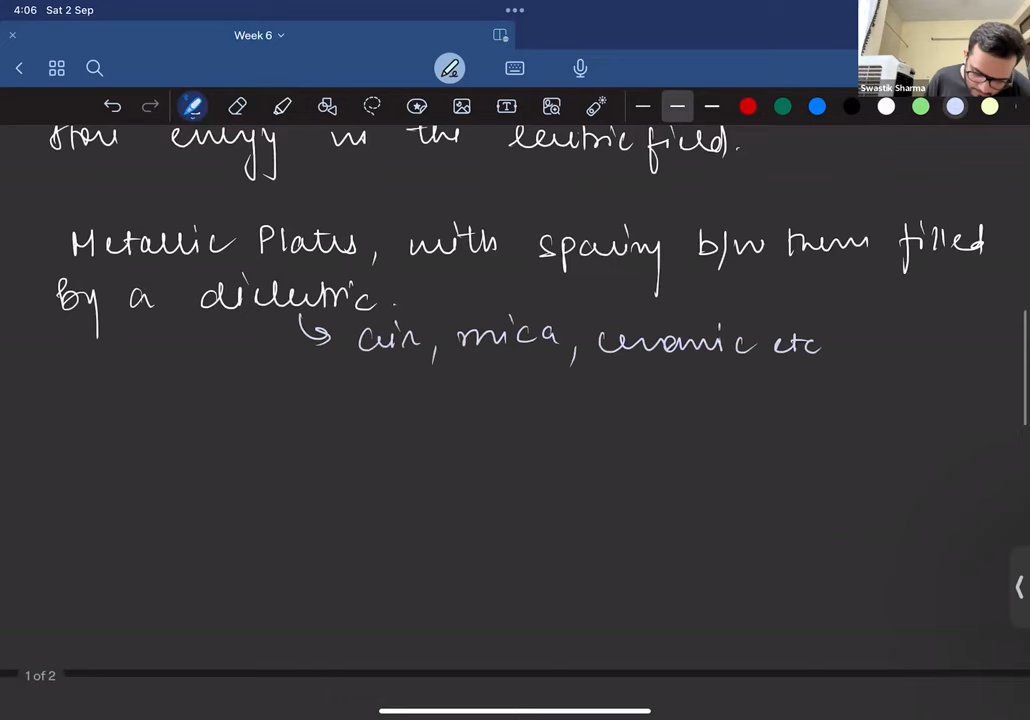 4:06 Sat 2 Sep
Week 6
Swastik Sharma
store energy in the electric field.
Metallic Plates, with spacing b/w them filled
by a dielectric.
air, mica, ceramic etc
1 of 2